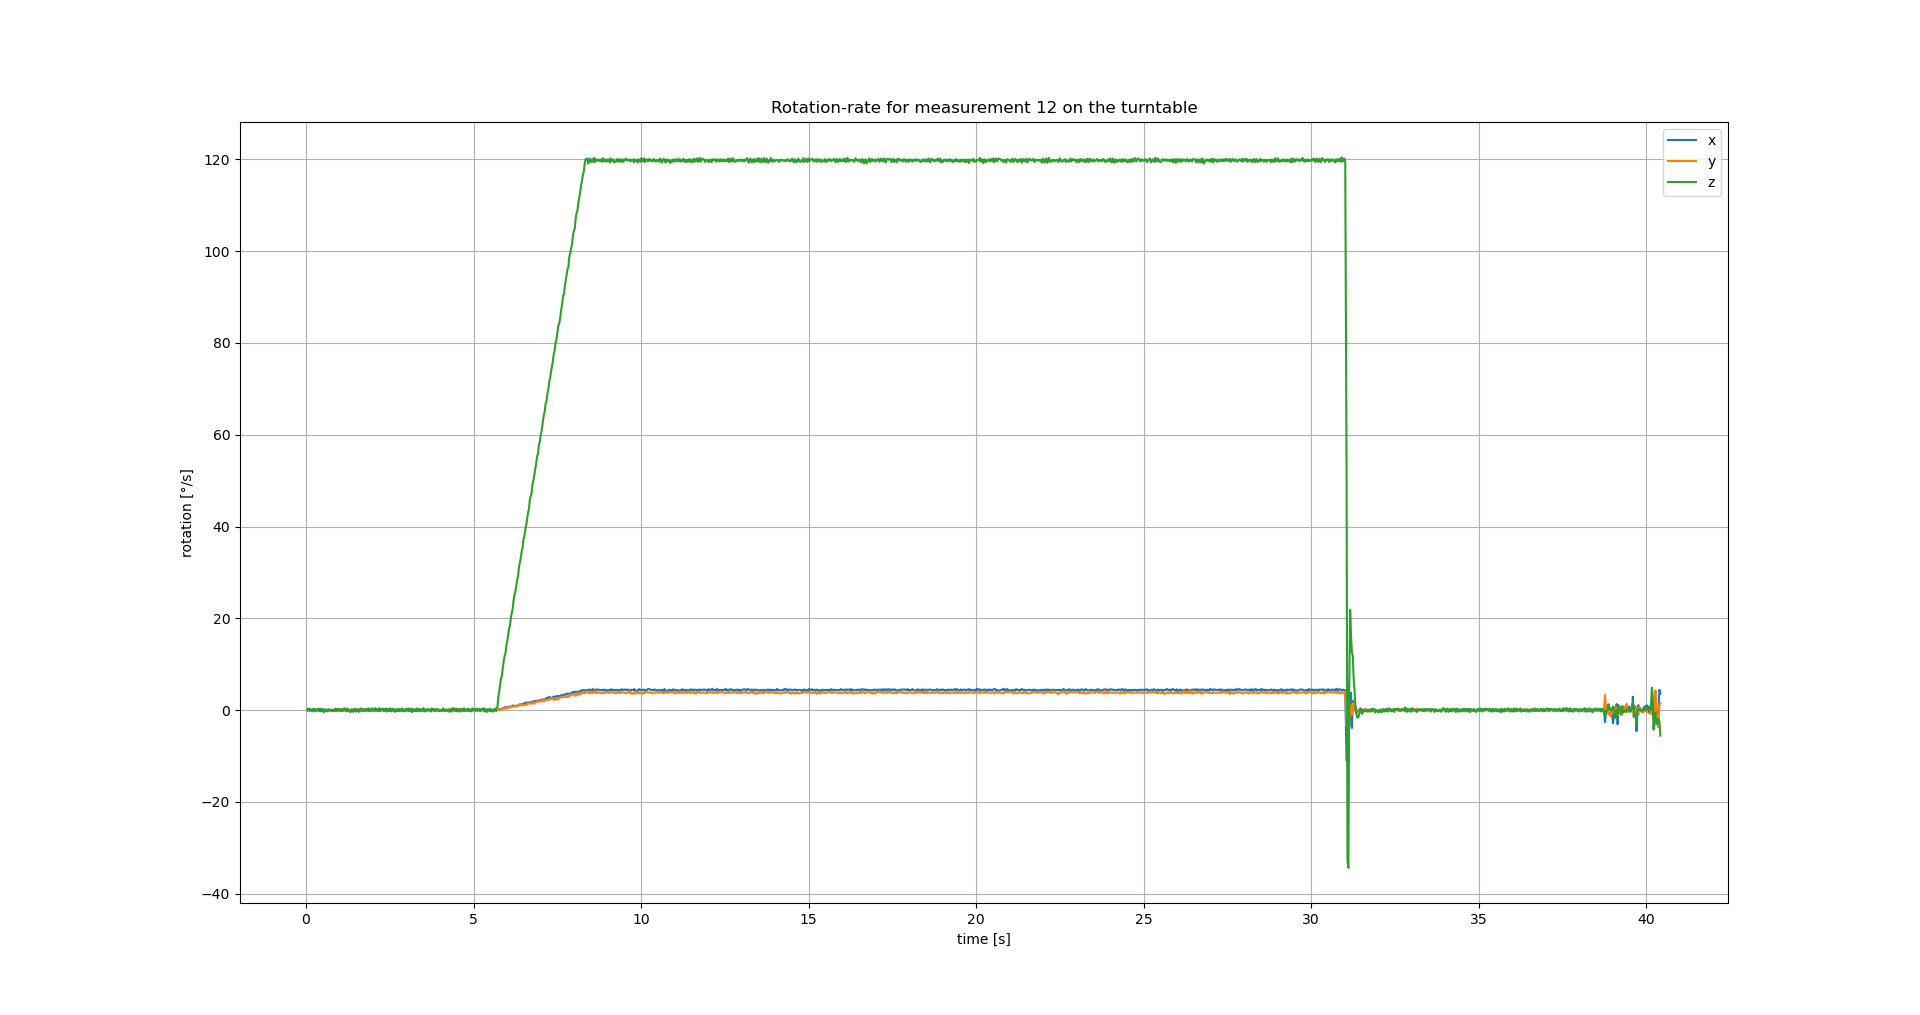 Rotation-rate for measurement 12 on the turntable
x
y
z
120
100
80
60
40
20
0
−20
−40
rotation [°/s]
0 5 10 15 20 25 30 35 40
time [s]